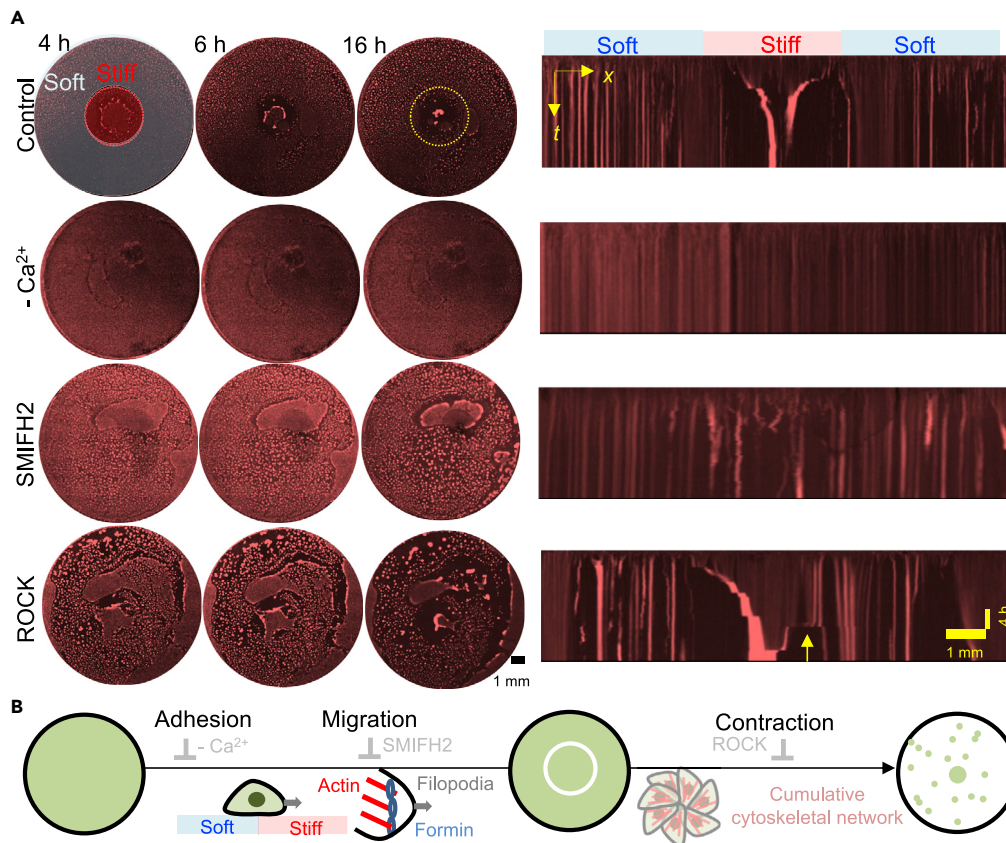 A
4 h
6 h
16 h
Soft
Stiff
Soft
Stiff
Soft
Control
x
t
- Ca²⁺
SMIFH2
ROCK
1 mm
4 h
1 mm
B
Adhesion
- Ca²⁺
Migration
SMIFH2
Contraction
ROCK
Actin
Filopodia
Formin
Soft
Stiff
Cumulative
cytoskeletal network